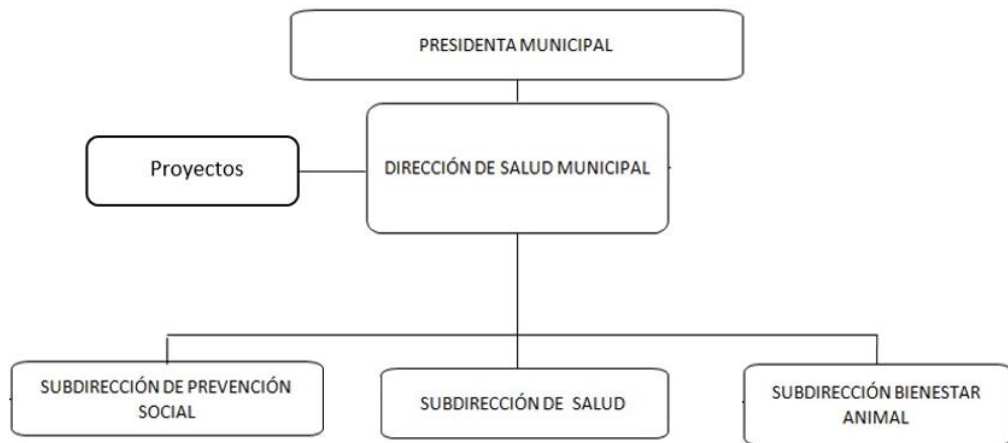 PRESIDENTA MUNICIPAL
Proyectos
DIRECCIÓN DE SALUD MUNICIPAL
SUBDIRECCIÓN DE PREVENCIÓN
SOCIAL
SUBDIRECCIÓN DE SALUD
SUBDIRECCIÓN BIENESTAR
ANIMAL